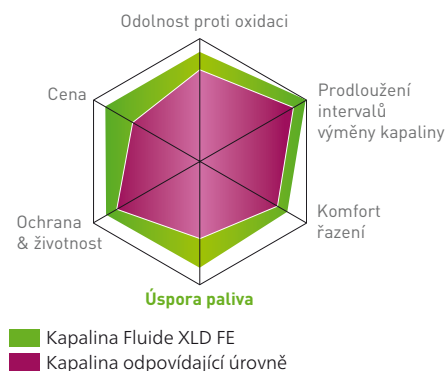 Odolnost proti oxidaci
Cena
Prodloužení
intervalů
výměny kapaliny
Ochrana
& životnost
Komfort
řazení
Úspora paliva
Kapalina Fluide XLD FE
Kapalina odpovídající úrovně